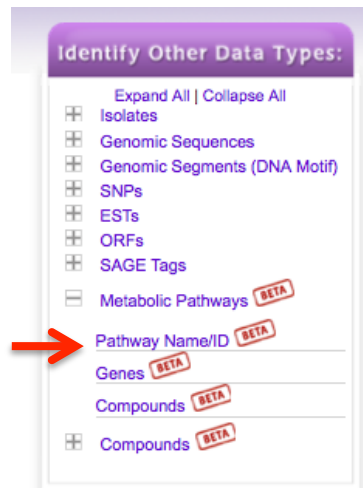 Identify Other Data Types:
Expand All | Collapse All
Isolates
Genomic Sequences
Genomic Segments (DNA Motif)
SNPs
ESTs
ORFs
SAGE Tags
Metabolic Pathways BETA
Pathway Name/ID BETA
Genes BETA
Compounds BETA
Compounds BETA